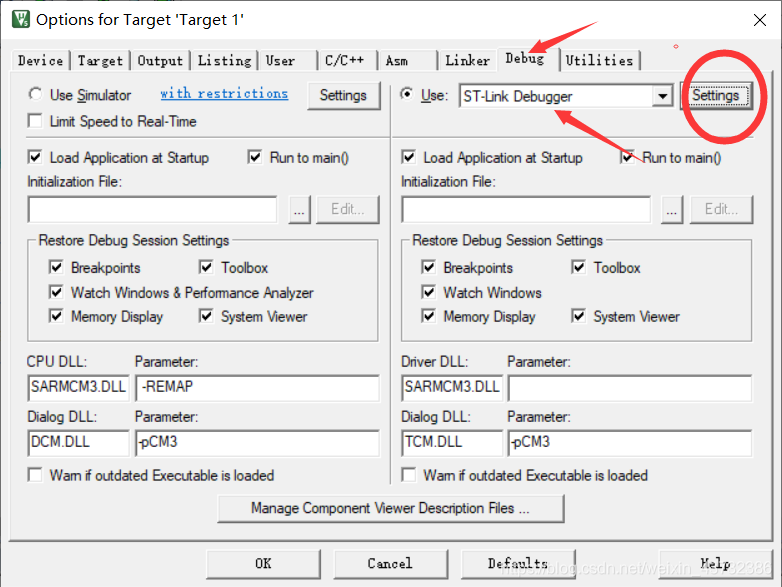 Options for Target 'Target 1'
Device Target Output Listing User C/C++ Asm Linker Debug Utilities
Use Simulator with restrictions Settings Use: ST-Link Debugger Settings
Limit Speed to Real-Time
Load Application at Startup Run to main() Load Application at Startup Run to main()
Initialization File: Initialization File:
... Edit... ... Edit...
Restore Debug Session Settings Restore Debug Session Settings
Breakpoints Toolbox Breakpoints Toolbox
Watch Windows & Performance Analyzer Watch Windows
Memory Display System Viewer Memory Display System Viewer
CPU DLL: Parameter: Driver DLL: Parameter:
SARMCM3.DLL -REMAP SARMCM3.DLL
Dialog DLL: Parameter: Dialog DLL: Parameter:
DCM.DLL -pCM3 TCM.DLL -pCM3
Warn if outdated Executable is loaded Warn if outdated Executable is loaded
Manage Component Viewer Description Files ...
OK Cancel Defaults Help